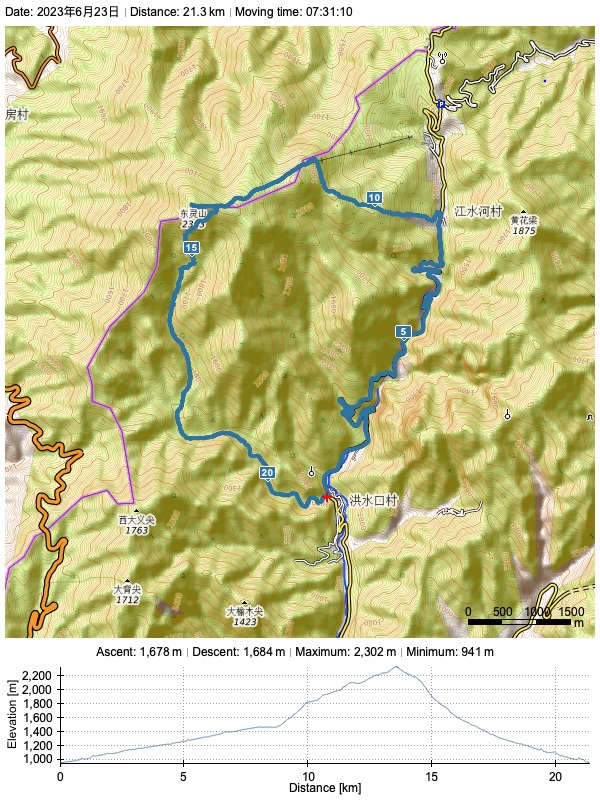 Date: 2023年6月23日 | Distance: 21.3 km | Moving time: 07:31:10
房村
P
东灵山
江水河村
黄花梁
1875
10
15
5
20
洪水口村
西大义尖
1763
大育尖
1712
大榆木尖
1423
0 500 1000 1500
m
Ascent: 1,678 m | Descent: 1,684 m | Maximum: 2,302 m | Minimum: 941 m
Elevation [m]
2,200
2,000
1,800
1,600
1,400
1,200
1,000
0 5 10 15 20
Distance [km]